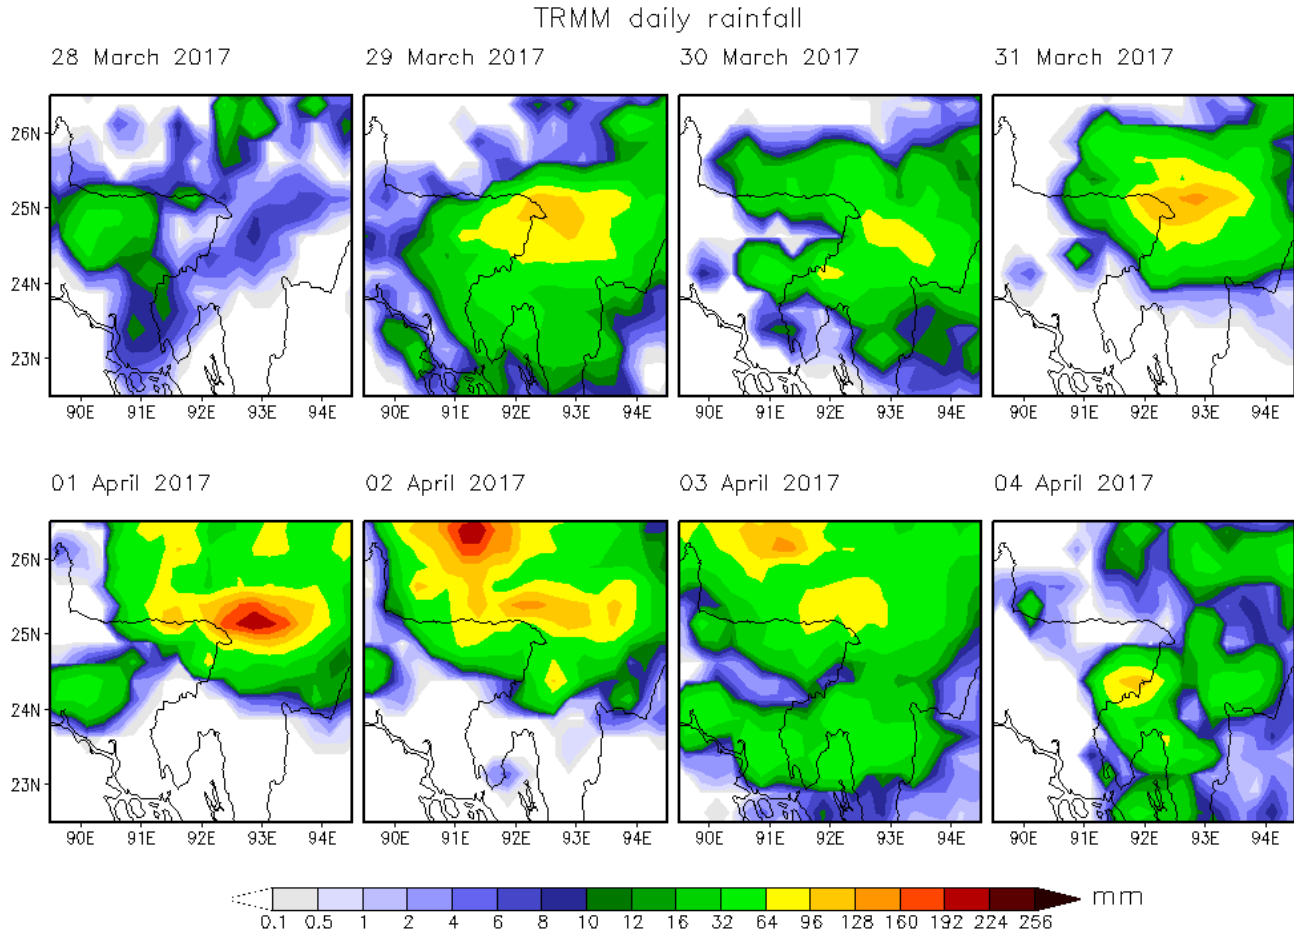 TRMM daily rainfall
28 March 2017 29 March 2017 30 March 2017 31 March 2017
26N
25N
24N
23N
90E 91E 92E 93E 94E 90E 91E 92E 93E 94E 90E 91E 92E 93E 94E 90E 91E 92E 93E 94E
01 April 2017 02 April 2017 03 April 2017 04 April 2017
26N
25N
24N
23N
90E 91E 92E 93E 94E 90E 91E 92E 93E 94E 90E 91E 92E 93E 94E 90E 91E 92E 93E 94E
mm
0.1 0.5 1 2 4 6 8 10 12 16 32 64 96 128 160 192 224 256